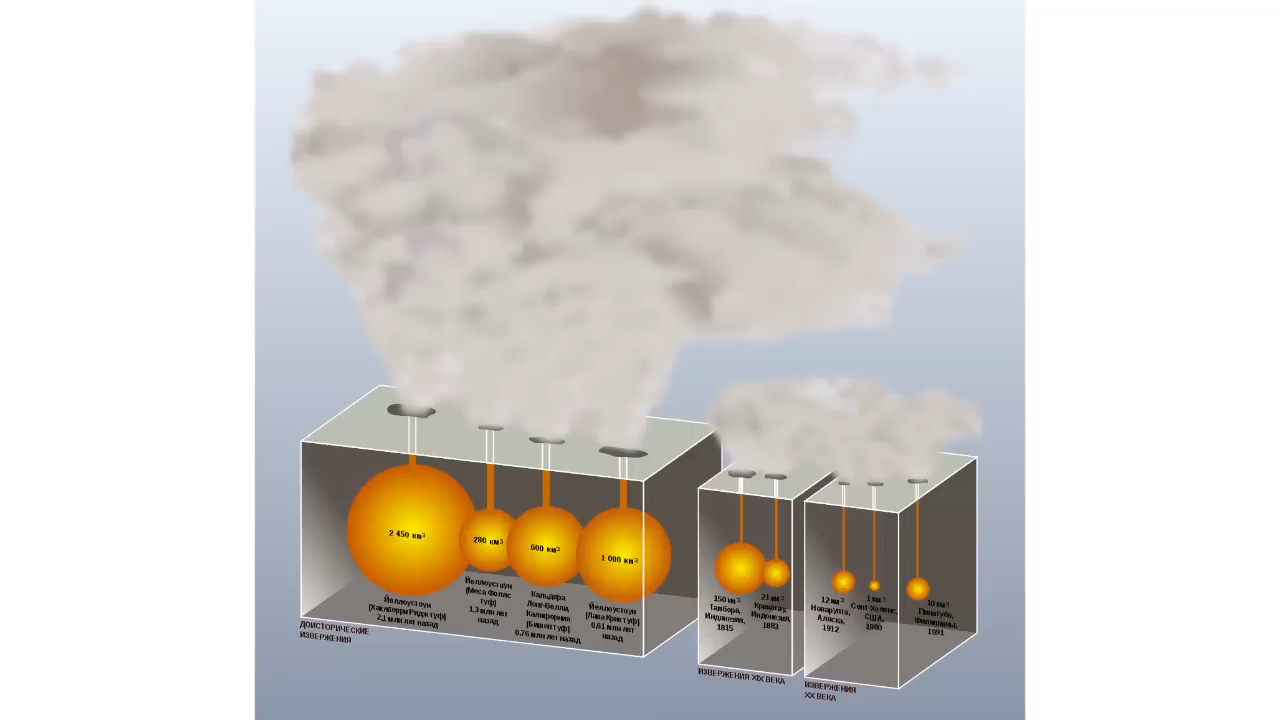 2 450 км³
280 км³
600 км³
1 000 км³
Йеллоустоун
(Хаклберри Ридж туф)
2,1 млн лет
назад
Йеллоустоун
(Меса Фоллс
туф)
1,3 млн лет
назад
Кальдера
Лонг-Велли,
Калифорния
(Бишоп туф)
0,76 млн лет назад
Йеллоустоун
(Лава Крик туф)
0,61 млн лет
назад
ДОИСТОРИЧЕСКИЕ
ИЗВЕРЖЕНИЯ
150 км³
Тамбора,
Индонезия,
1815
21 км³
Кракатау,
Индонезия,
1883
ИЗВЕРЖЕНИЯ XIX ВЕКА
12 км³
Новарупта,
Аляска,
1912
1 км³
Сент-Хеленс,
США,
1980
10 км³
Пинатубо,
Филиппины,
1991
ИЗВЕРЖЕНИЯ
XX ВЕКА